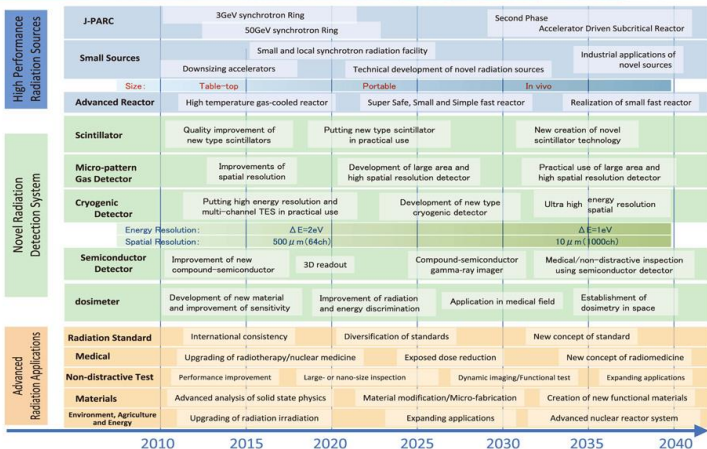 High Performance
Radiation Sources
J-PARC
3GeV synchrotron Ring
50GeV synchrotron Ring
Second Phase
Accelerator Driven Subcritical Reactor
Small Sources
Small and local synchrotron radiation facility
Downsizing accelerators
Technical development of novel radiation sources
Industrial applications of
novel sources
Size: Table-top Portable In vivo
Advanced Reactor
High temperature gas-cooled reactor
Super Safe, Small and Simple fast reactor
Realization of small fast reactor
Novel Radiation
Detection System
Scintillator
Quality improvement of
new type scintillators
Putting new type scintillator
in practical use
New creation of novel
scintillator technology
Micro-pattern
Gas Detector
Improvements of
spatial resolution
Development of large area and
high spatial resolution detector
Practical use of large area and
high spatial resolution detector
Cryogenic
Detector
Putting high energy resolution and
multi-channel TES in practical use
Development of new type
cryogenic detector
Ultra high energy spatial resolution
Energy Resolution: ΔE=2eV ΔE=1eV
Spatial Resolution: 500μm(64ch) 10μm(1000ch)
Semiconductor
Detector
Improvement of new
compound-semiconductor
3D readout
Compound-semiconductor
gamma-ray imager
Medical/non-distractive inspection
using semiconductor detector
dosimeter
Development of new material
and improvement of sensitivity
Improvement of radiation
and energy discrimination
Application in medical field
Establishment of
dosimetry in space
Advanced
Radiation Applications
Radiation Standard
International consistency
Diversification of standards
New concept of standard
Medical
Upgrading of radiotherapy/nuclear medicine
Exposed dose reduction
New concept of radiomedicine
Non-distractive Test
Performance improvement
Large- or nano-size inspection
Dynamic imaging/Functional test
Expanding applications
Materials
Advanced analysis of solid state physics
Material modification/Micro-fabrication
Creation of new functional materials
Environment, Agriculture
and Energy
Upgrading of radiation irradiation
Expanding applications
Advanced nuclear reactor system
2010 2015 2020 2025 2030 2035 2040